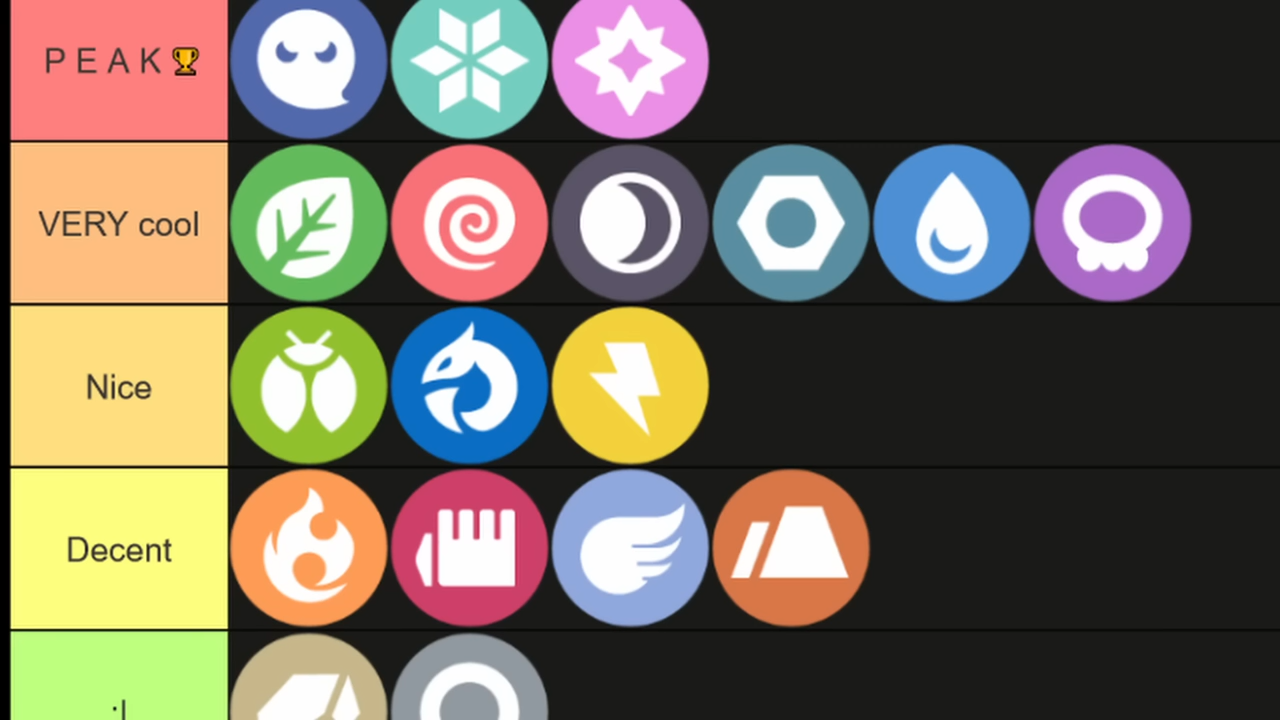 P E A K🏆
VERY cool
Nice
Decent
:|